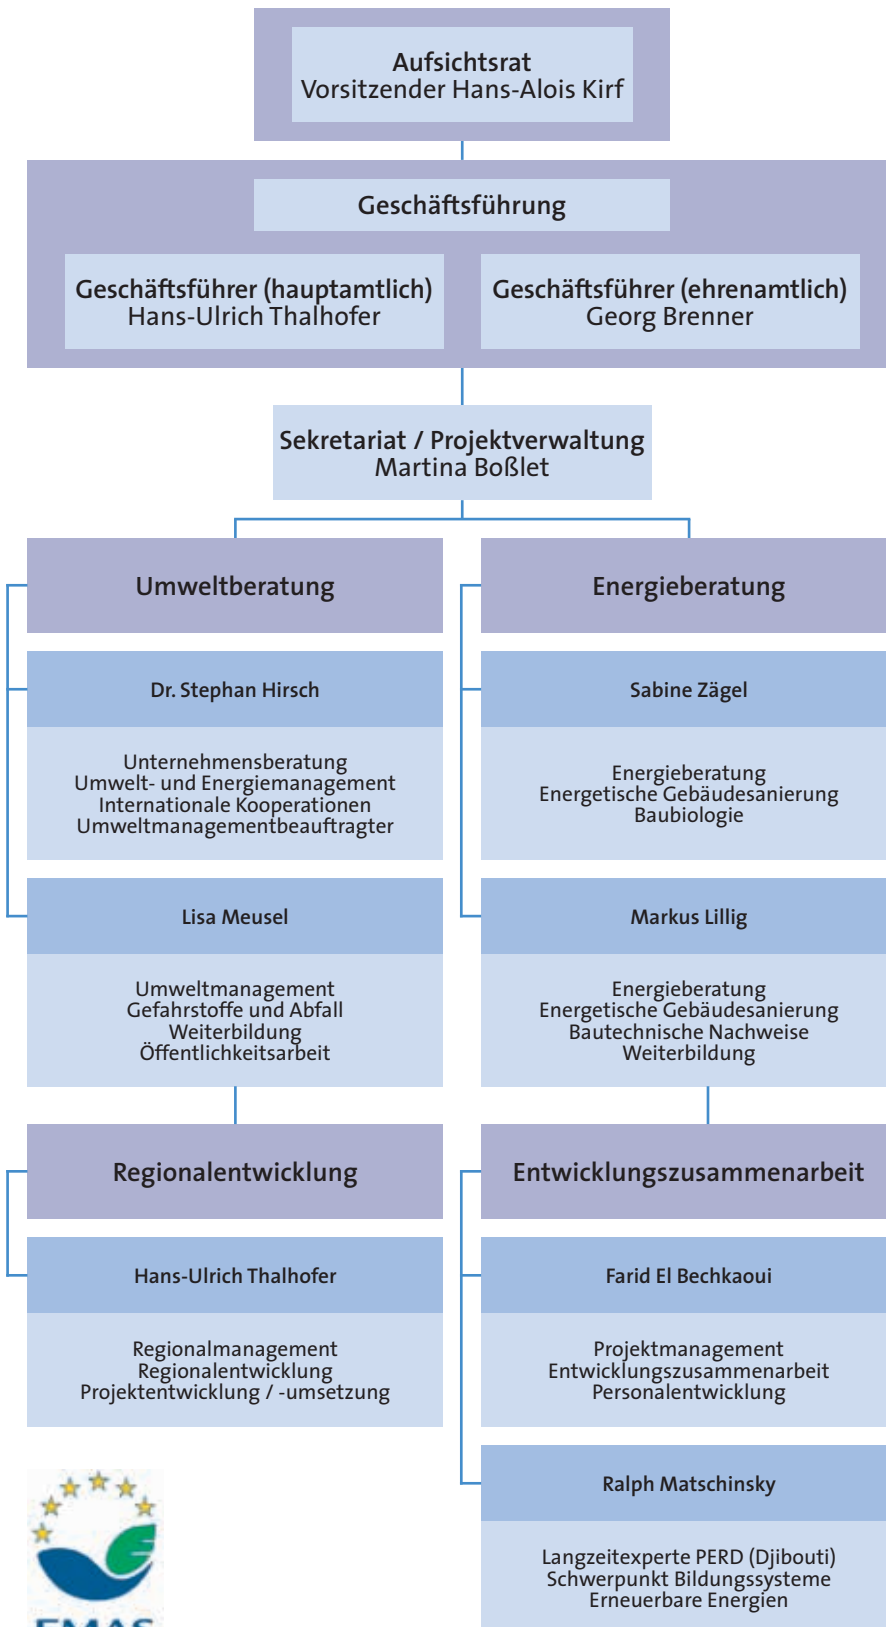 Aufsichtsrat
Vorsitzender Hans-Alois Kirf
Geschäftsführung
Geschäftsführer (hauptamtlich)
Hans-Ulrich Thalhofer
Geschäftsführer (ehrenamtlich)
Georg Brenner
Sekretariat / Projektverwaltung
Martina Boßlet
Umweltberatung
Dr. Stephan Hirsch
Unternehmensberatung
Umwelt- und Energiemanagement
Internationale Kooperationen
Umweltmanagementbeauftragter
Lisa Meusel
Umweltmanagement
Gefahrstoffe und Abfall
Weiterbildung
Öffentlichkeitsarbeit
Energieberatung
Sabine Zägel
Energieberatung
Energetische Gebäudesanierung
Baubiologie
Markus Lillig
Energieberatung
Energetische Gebäudesanierung
Bautechnische Nachweise
Weiterbildung
Regionalentwicklung
Hans-Ulrich Thalhofer
Regionalmanagement
Regionalentwicklung
Projektentwicklung / -umsetzung
Entwicklungszusammenarbeit
Farid El Bechkaoui
Projektmanagement
Entwicklungszusammenarbeit
Personalentwicklung
Ralph Matschinsky
Langzeitexperte PERD (Djibouti)
Schwerpunkt Bildungssysteme
Erneuerbare Energien
EMAS